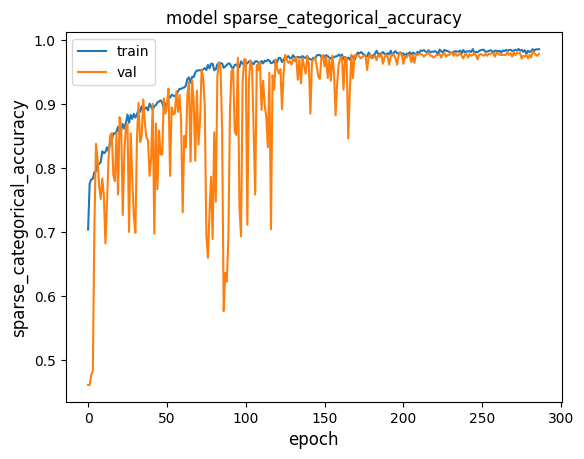 model sparse_categorical_accuracy
train
val
1.0
0.9
0.8
0.7
0.6
0.5
sparse_categorical_accuracy
0 50 100 150 200 250 300
epoch